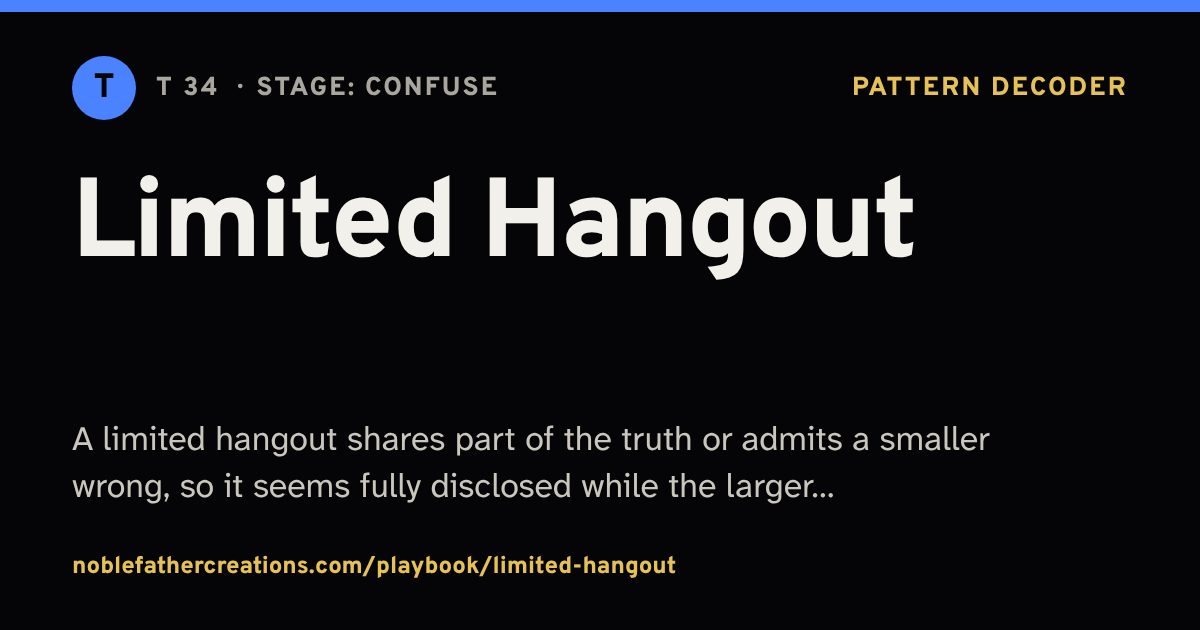 T
T 34 · STAGE: CONFUSE
PATTERN DECODER
Limited Hangout
A limited hangout shares part of the truth or admits a smaller
wrong, so it seems fully disclosed while the larger...
noblefathercreations.com/playbook/limited-hangout